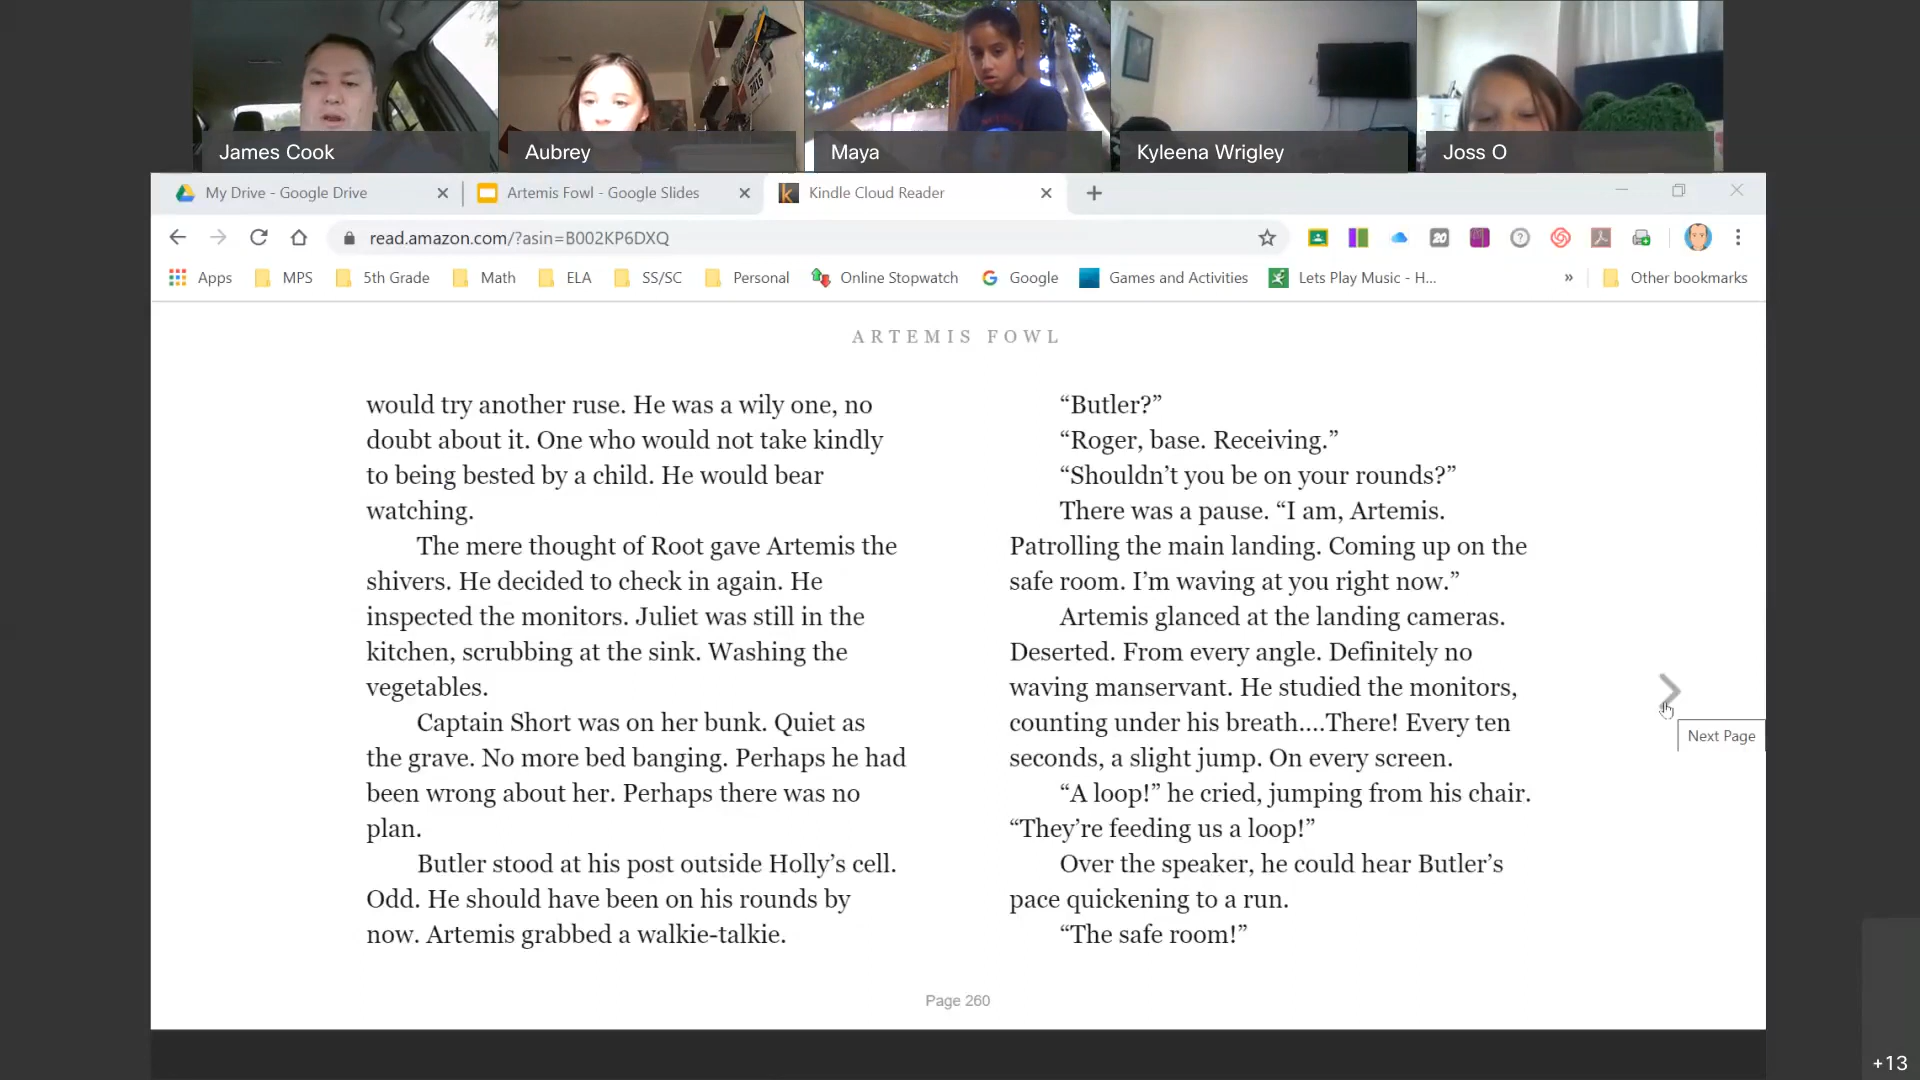 2015
James Cook
Aubrey
Maya
Kyleena Wrigley
Joss O
My Drive - Google Drive
Artemis Fowl - Google Slides
Kindle Cloud Reader
read.amazon.com/?asin=B002KP6DXQ
20
Apps
MPS
5th Grade
Math
ELA
SS/SC
Personal
Online Stopwatch
Google
Games and Activities
Lets Play Music - H...
»
Other bookmarks
ARTEMIS FOWL
would try another ruse. He was a wily one, no
doubt about it. One who would not take kindly
to being bested by a child. He would bear
watching.
The mere thought of Root gave Artemis the
shivers. He decided to check in again. He
inspected the monitors. Juliet was still in the
kitchen, scrubbing at the sink. Washing the
vegetables.
Captain Short was on her bunk. Quiet as
the grave. No more bed banging. Perhaps he had
been wrong about her. Perhaps there was no
plan.
Butler stood at his post outside Holly’s cell.
Odd. He should have been on his rounds by
now. Artemis grabbed a walkie-talkie.
“Butler?”
“Roger, base. Receiving.”
“Shouldn’t you be on your rounds?”
There was a pause. “I am, Artemis.
Patrolling the main landing. Coming up on the
safe room. I’m waving at you right now.”
Artemis glanced at the landing cameras.
Deserted. From every angle. Definitely no
waving manservant. He studied the monitors,
counting under his breath....There! Every ten
seconds, a slight jump. On every screen.
“A loop!” he cried, jumping from his chair.
“They’re feeding us a loop!”
Over the speaker, he could hear Butler’s
pace quickening to a run.
“The safe room!”
Next Page
Page 260
+13